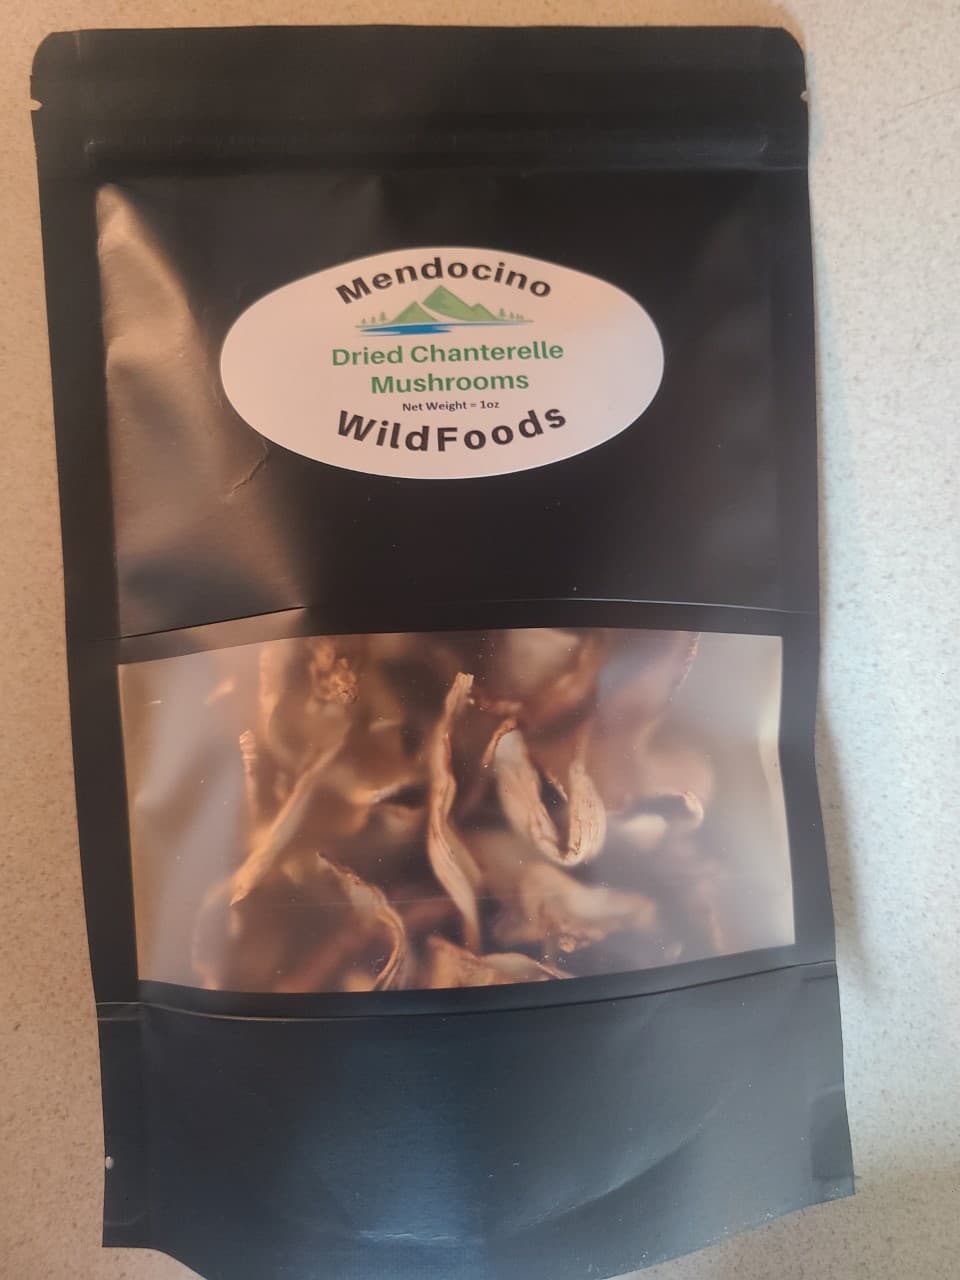 Mendocino
Dried Chanterelle
Mushrooms
Net Weight = 1oz
WildFoods